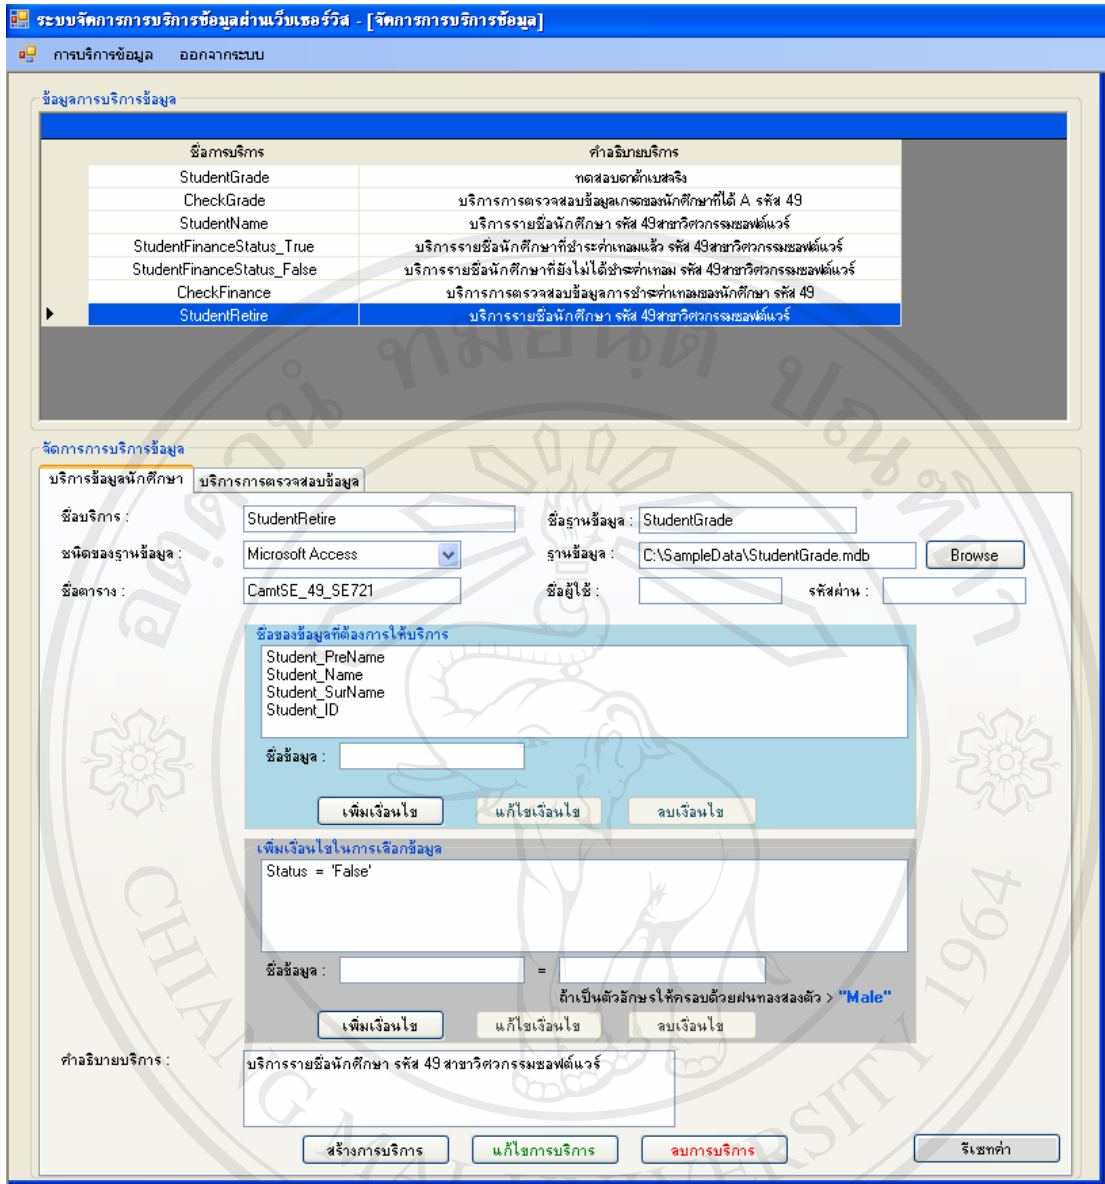 ระบบจัดการการบริการข้อมูลผ่านเว็บเซอร์วิส - [จัดการการบริการข้อมูล]
การบริการข้อมูล ออกจากระบบ
ข้อมูลการบริการข้อมูล
ชื่อการบริการ คำอธิบายบริการ
StudentGrade ทดสอบดาต้าเบสจริง
CheckGrade บริการการตรวจสอบข้อมูลเกรดของนักศึกษาที่ได้ A รหัส 49
StudentName บริการรายชื่อนักศึกษา รหัส 49สาขาวิศวกรรมซอฟต์แวร์
StudentFinanceStatus_True บริการรายชื่อนักศึกษาที่ชำระค่าเทอมแล้ว รหัส 49สาขาวิศวกรรมซอฟต์แวร์
StudentFinanceStatus_False บริการรายชื่อนักศึกษาที่ยังไม่ได้ชำระค่าเทอม รหัส 49สาขาวิศวกรรมซอฟต์แวร์
CheckFinance บริการการตรวจสอบข้อมูลการชำระค่าเทอมของนักศึกษา รหัส 49
StudentRetire บริการรายชื่อนักศึกษา รหัส 49สาขาวิศวกรรมซอฟต์แวร์
จัดการการบริการข้อมูล
บริการข้อมูลนักศึกษา บริการการตรวจสอบข้อมูล
ชื่อบริการ : StudentRetire ชื่อฐานข้อมูล : StudentGrade
ชนิดของฐานข้อมูล : Microsoft Access ฐานข้อมูล : C:\SampleData\StudentGrade.mdb Browse
ชื่อตาราง : CamtSE_49_SE721 ชื่อผู้ใช้ : รหัสผ่าน :
ชื่อของข้อมูลที่ต้องการให้บริการ
Student_PreName
Student_Name
Student_SurName
Student_ID
ชื่อข้อมูล :
เพิ่มเงื่อนไข แก้ไขเงื่อนไข ลบเงื่อนไข
เพิ่มเงื่อนไขในการเลือกข้อมูล
Status = 'False'
ชื่อข้อมูล : =
ถ้าเป็นตัวอักษรให้ครอบด้วยฝนทองสองตัว > "Male"
เพิ่มเงื่อนไข แก้ไขเงื่อนไข ลบเงื่อนไข
คำอธิบายบริการ : บริการรายชื่อนักศึกษา รหัส 49 สาขาวิศวกรรมซอฟต์แวร์
สร้างการบริการ แก้ไขการบริการ ลบการบริการ รีเซทค่า
อตฺตานํ ทมยนฺติ ปณฺฑิตา
CHIANG MAI UNIVERSITY 1964